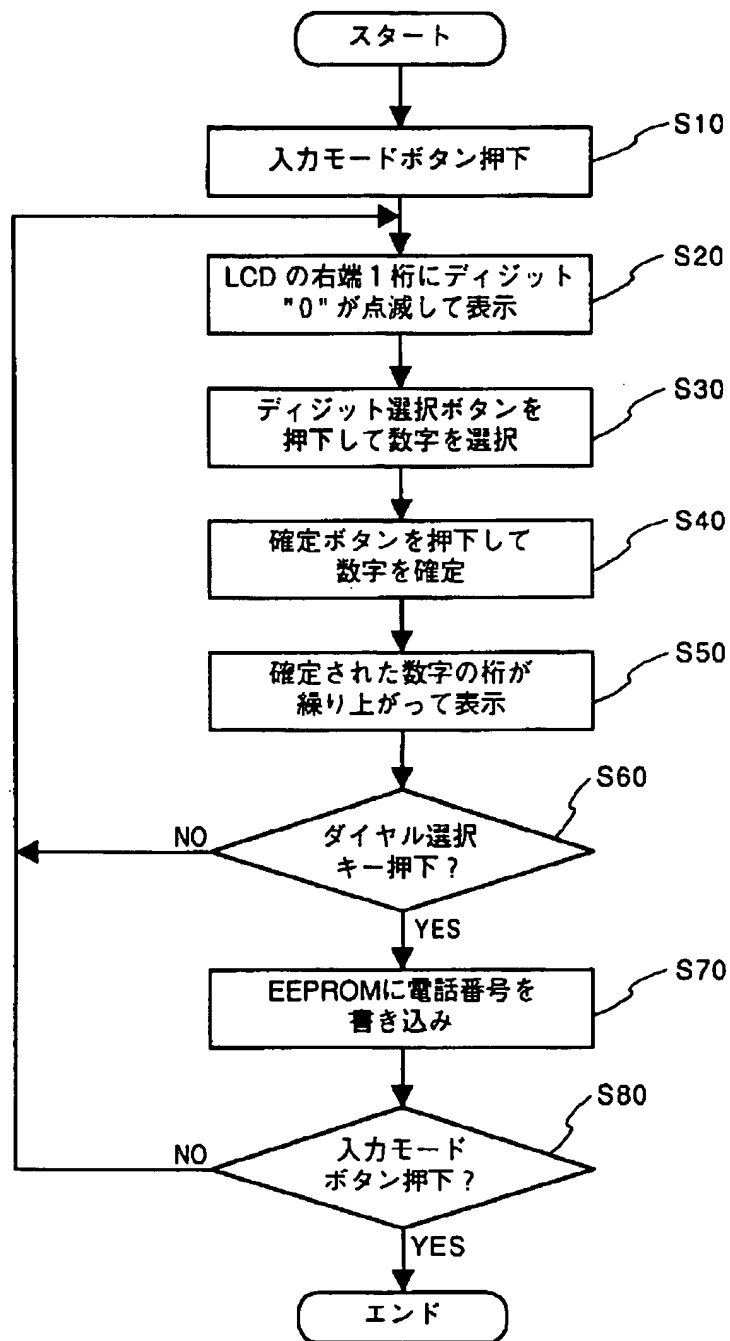 スタート
S10
入力モードボタン押下
S20
LCDの右端1桁にディジット
"0"が点滅して表示
S30
ディジット選択ボタンを
押下して数字を選択
S40
確定ボタンを押下して
数字を確定
S50
確定された数字の桁が
繰り上がって表示
S60
ダイヤル選択
キー押下?
NO
YES
S70
EEPROMに電話番号を
書き込み
S80
入力モード
ボタン押下?
NO
YES
エンド